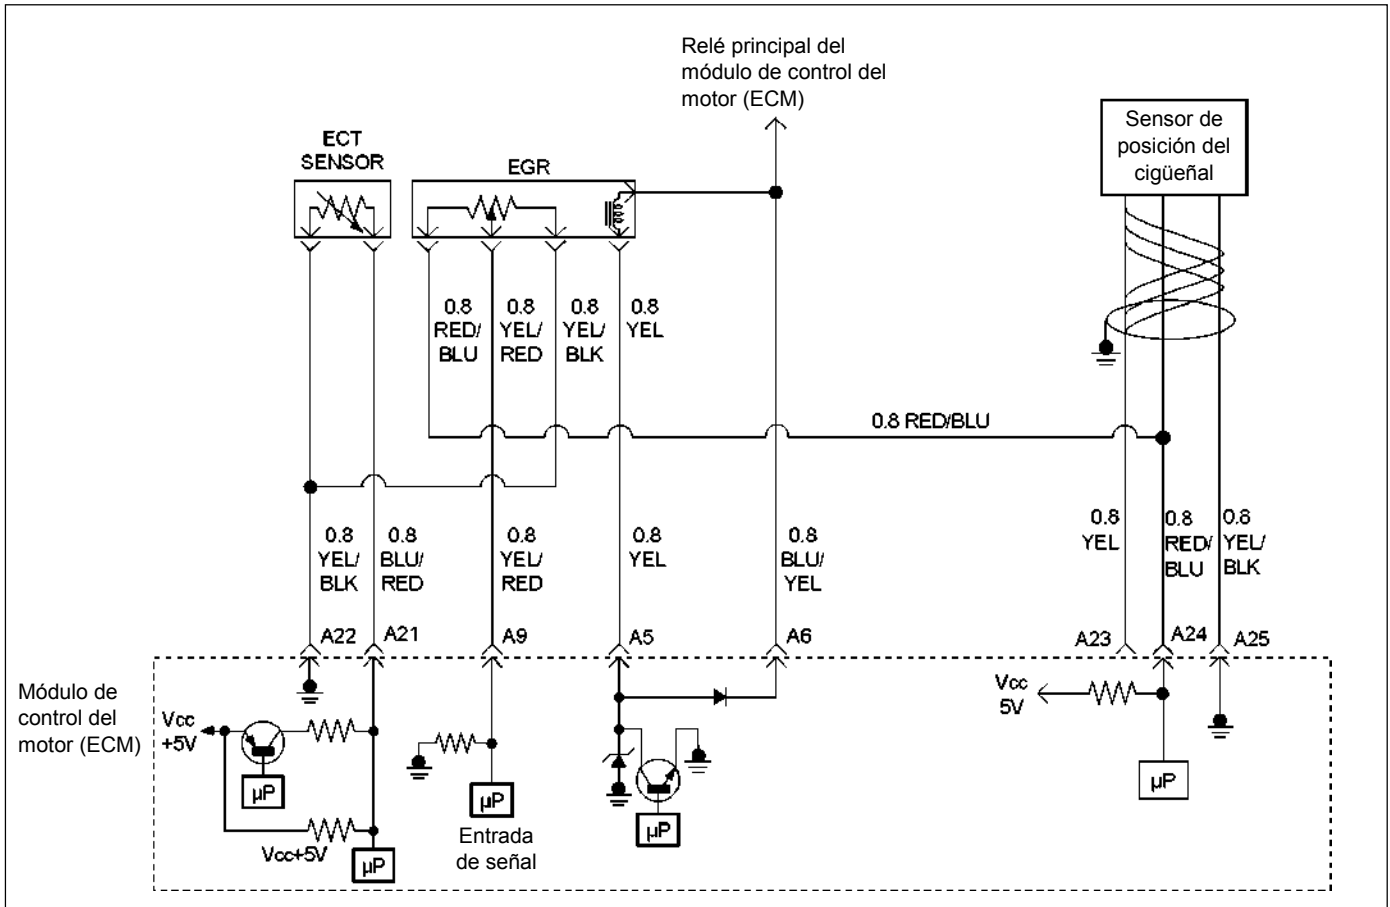 Relé principal del
módulo de control del
motor (ECM)
ECT
SENSOR
EGR
Sensor de
posición del
cigüeñal
0.8
RED/
BLU
0.8
YEL/
RED
0.8
YEL/
BLK
0.8
YEL
0.8 RED/BLU
0.8
YEL/
BLK
0.8
BLU/
RED
0.8
YEL/
RED
0.8
YEL
0.8
BLU/
YEL
0.8
YEL
0.8
RED/
BLU
0.8
YEL/
BLK
A22
A21
A9
A5
A6
A23
A24
A25
Módulo de
control del
motor (ECM)
Vcc
+5V
µP
Vcc+5V
µP
µP
Entrada
de señal
µP
Vcc
5V
µP